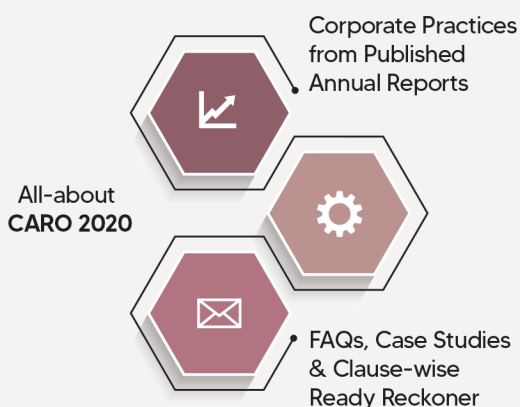 Corporate Practices
from Published
Annual Reports
All-about
CARO 2020
FAQs, Case Studies
& Clause-wise
Ready Reckoner